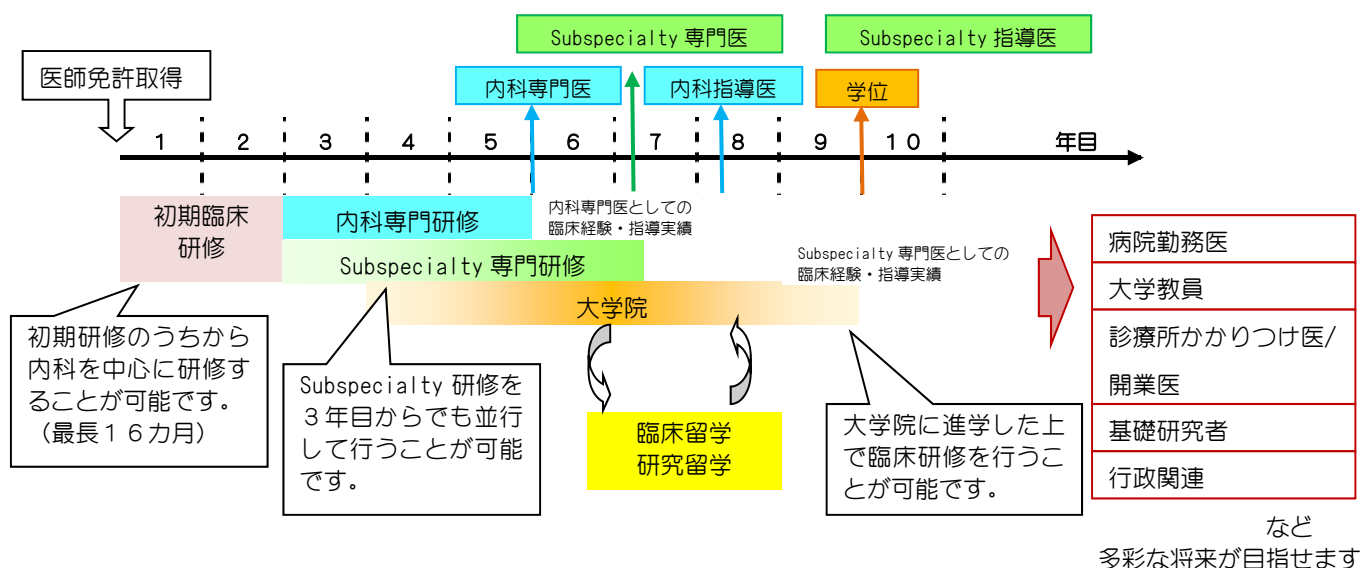 Subspecialty 専門医
Subspecialty 指導医
医師免許取得
内科専門医
内科指導医
学位
1 2 3 4 5 6 7 8 9 10 年目
初期臨床
研修
内科専門研修
内科専門医としての
臨床経験・指導実績
Subspecialty 専門研修
Subspecialty 専門医としての
臨床経験・指導実績
大学院
初期研修のうちから
内科を中心に研修す
ることが可能です。
（最長１６カ月）
Subspecialty 研修を
３年目からでも並行
して行うことが可能
です。
臨床留学
研究留学
大学院に進学した上
で臨床研修を行うこ
とが可能です。
病院勤務医
大学教員
診療所かかりつけ医/
開業医
基礎研究者
行政関連
など
多彩な将来が目指せます